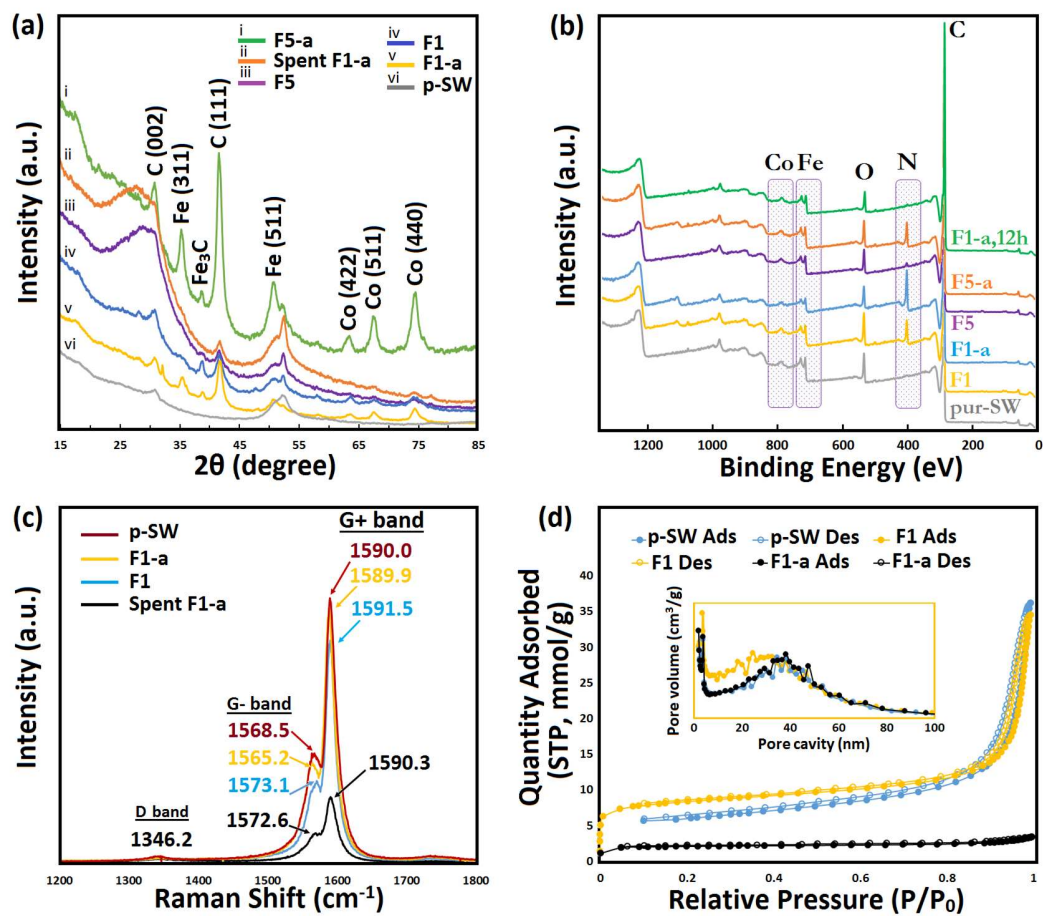 (a)
i
F5-a
ii
Spent F1-a
iii
F5
iv
F1
v
F1-a
vi
p-SW
i
ii
iii
iv
v
vi
C (002)
Fe (311)
Fe₃C
C (111)
Fe (511)
Co (422)
Co (511)
Co (440)
Intensity (a.u.)
15 25 35 45 55 65 75 85
2θ (degree)
(b)
C
Co
Fe
O
N
F1-a,12h
F5-a
F5
F1-a
F1
pur-SW
Intensity (a.u.)
1200 1000 800 600 400 200 0
Binding Energy (eV)
(c)
p-SW
F1-a
F1
Spent F1-a
G+ band
1590.0
1589.9
1591.5
G- band
1568.5
1565.2
1573.1
1590.3
1572.6
D band
1346.2
Intensity (a.u.)
1200 1300 1400 1500 1600 1700 1800
Raman Shift (cm⁻¹)
(d)
p-SW Ads
p-SW Des
F1 Ads
F1 Des
F1-a Ads
F1-a Des
Quantity Adsorbed
(STP, mmol/g)
40
35
30
25
20
15
10
5
0
Pore volume (cm³/g)
0 20 40 60 80 100
Pore cavity (nm)
0 0.2 0.4 0.6 0.8 1
Relative Pressure (P/P₀)